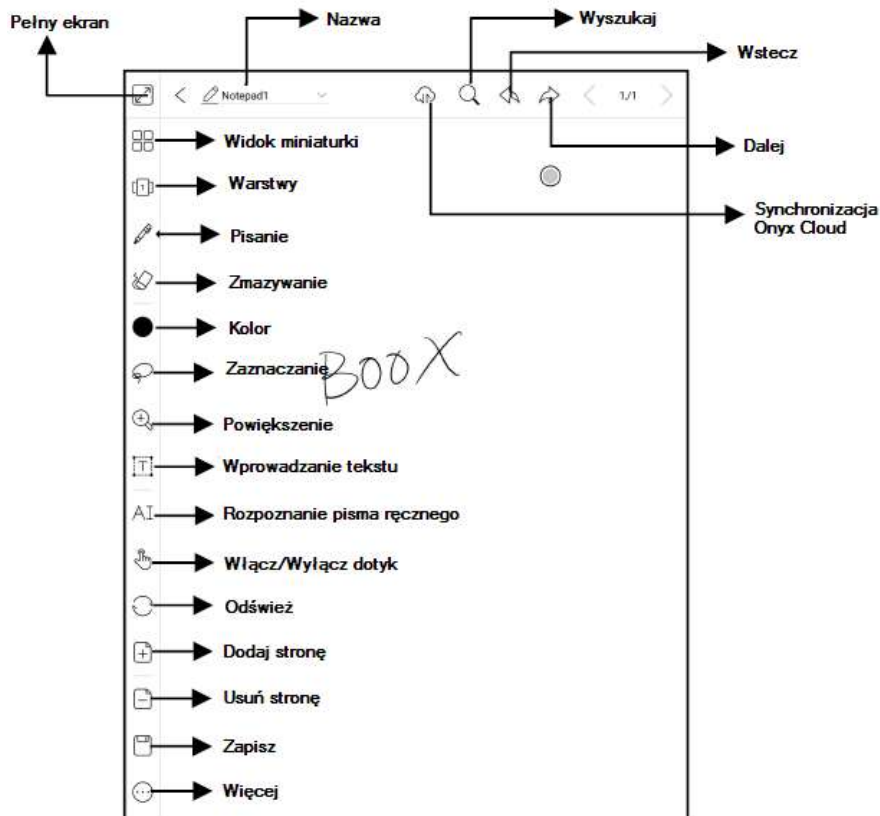 Pełny ekran
Nazwa
Wyszukaj
Wstecz
Notepad1
1/1
Widok miniaturki
Dalej
Warstwy
Synchronizacja
Onyx Cloud
Pisanie
Zmazywanie
Kolor
Zaznaczanie
BOOX
Powiększenie
T
Wprowadzanie tekstu
AI
Rozpoznanie pisma ręcznego
Włącz/Wyłącz dotyk
Odśwież
Dodaj stronę
Usuń stronę
Zapisz
Więcej